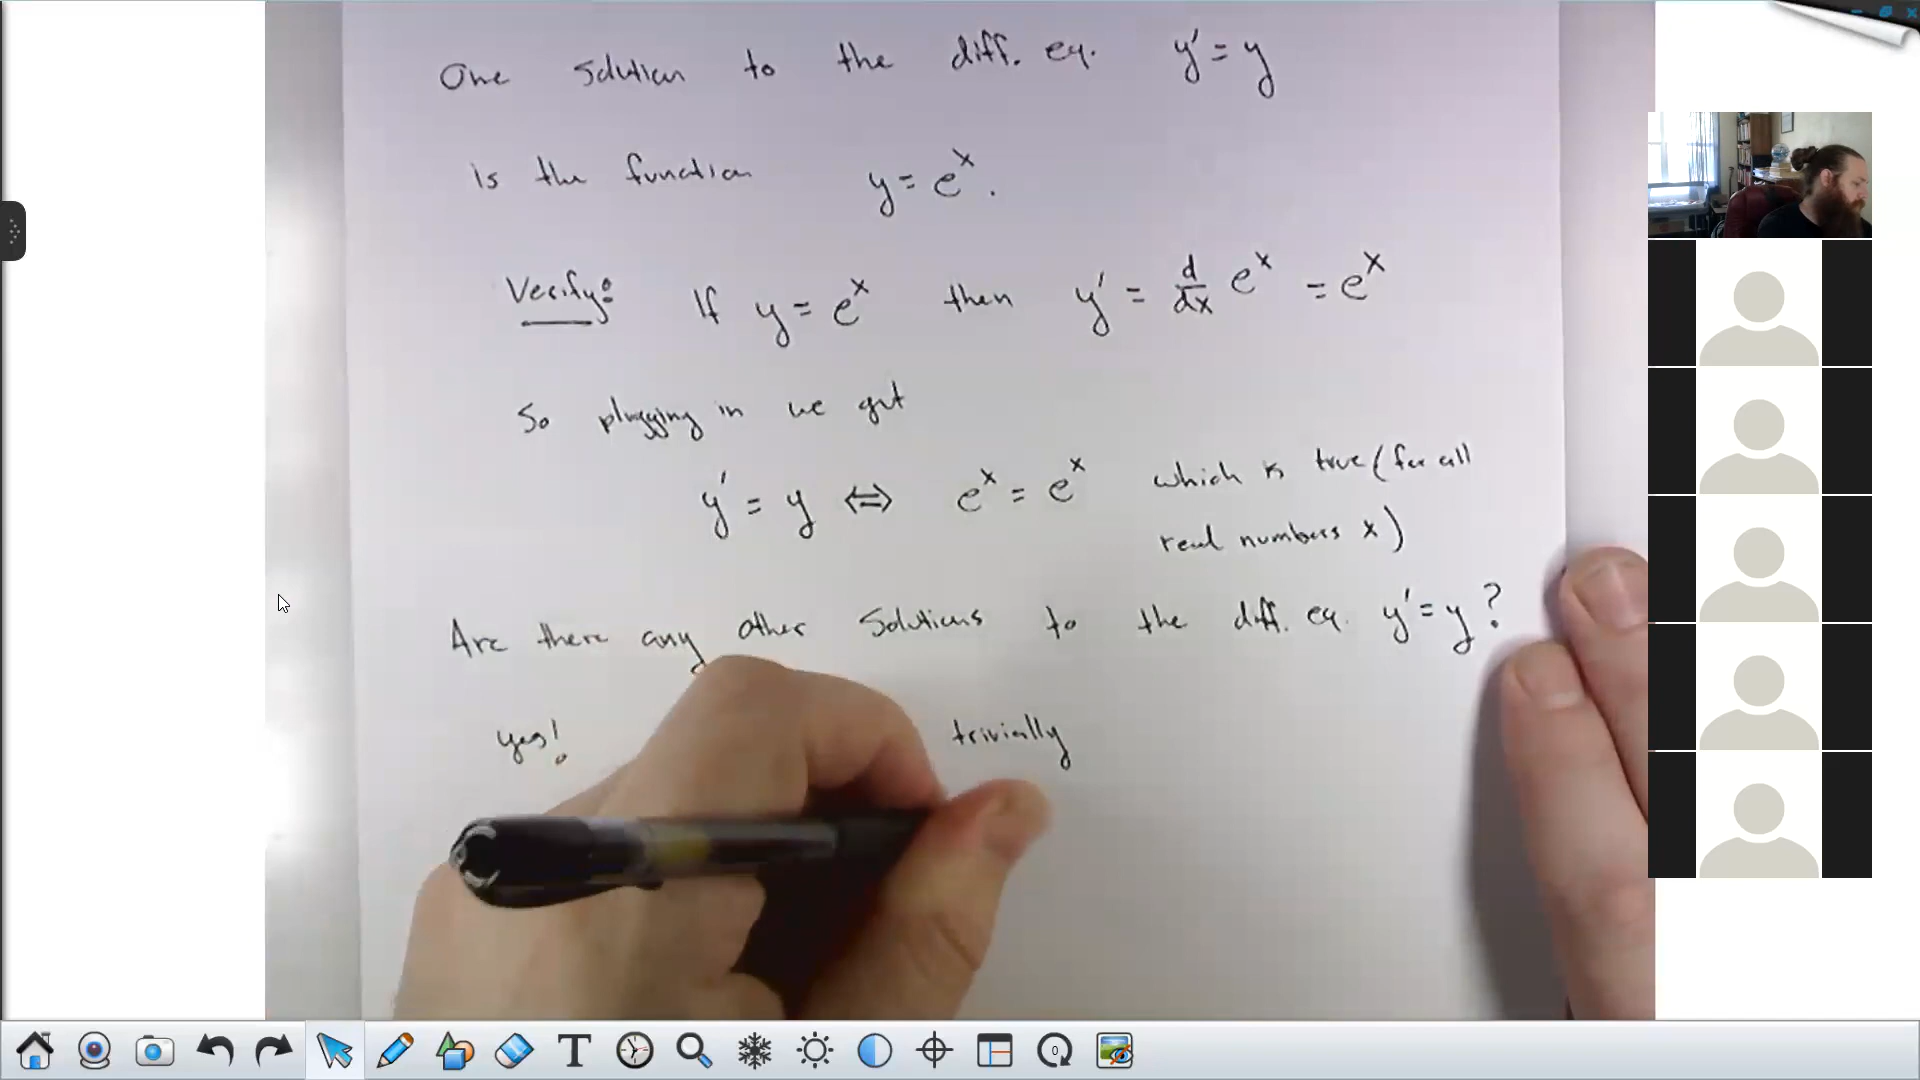 One solution to the diff. eq. y' = y
is the function y = e^x.
Verify: If y = e^x then y' = d/dx e^x = e^x
So plugging in we get
y' = y ⇔ e^x = e^x which is true (for all
real numbers x)
Are there any other solutions to the diff. eq. y' = y?
yes! trivially
T
0